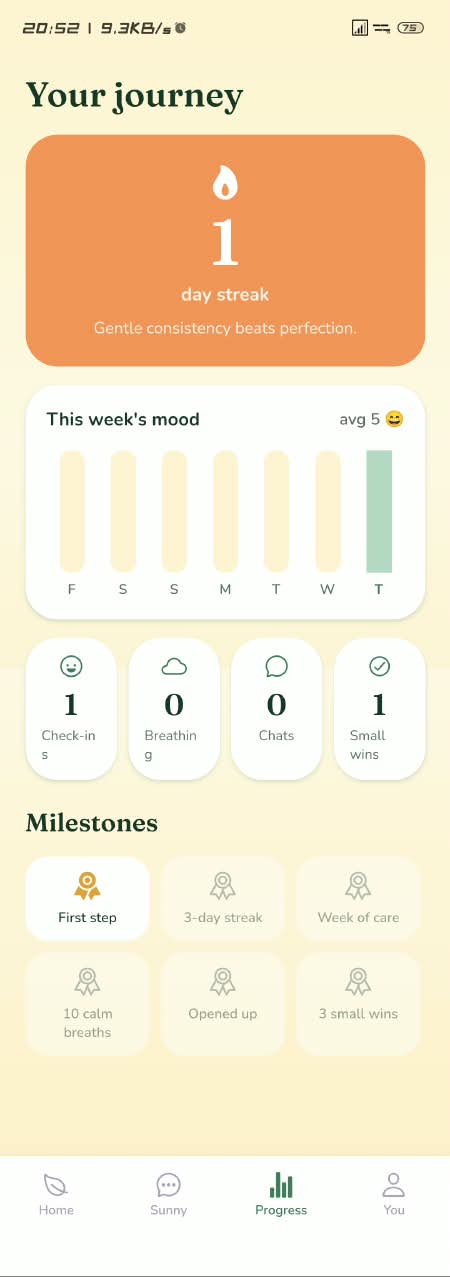 20:52 | 9.3KB/s
75
Your journey
1
day streak
Gentle consistency beats perfection.
This week's mood
avg 5 😄
F S S M T W T
1 0 0 1
Check-in
s
Breathin
g
Chats
Small
wins
Milestones
First step
3-day streak
Week of care
10 calm
breaths
Opened up
3 small wins
Home Sunny Progress You